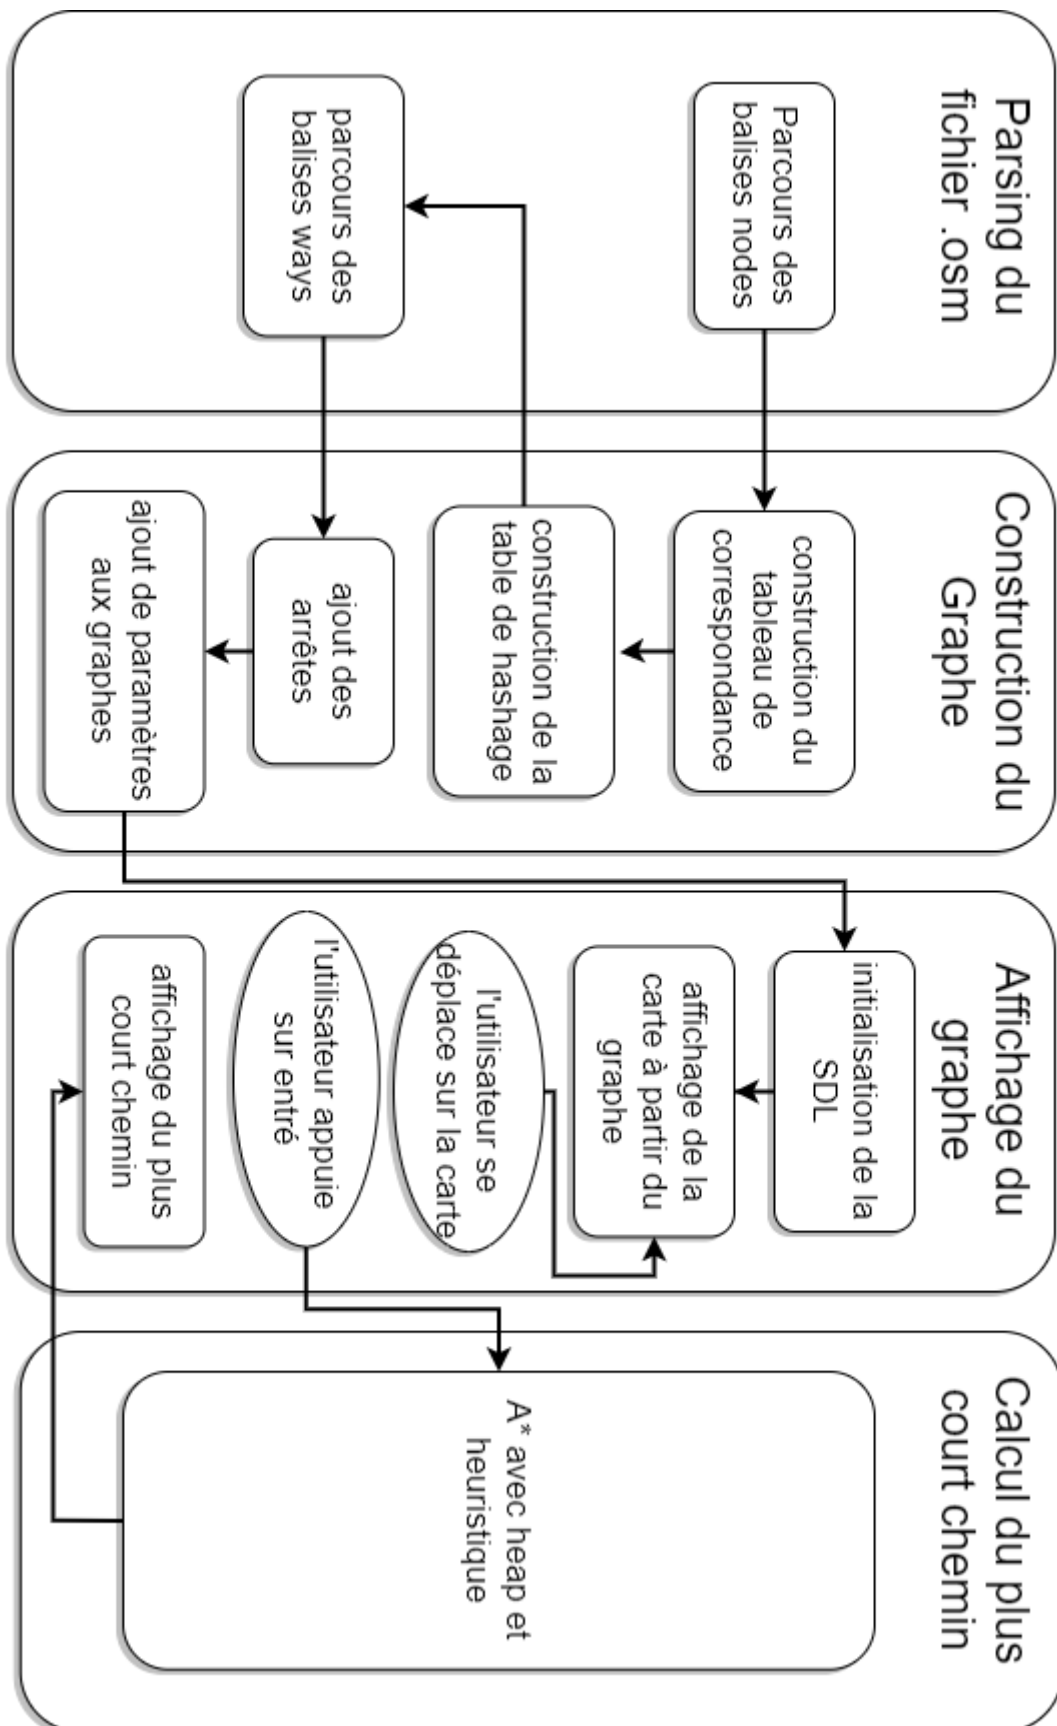 Parsing du
fichier .osm
Parcours des
balises nodes
parcours des
balises ways
Construction du
Graphe
construction du
tableau de
correspondance
construction de la
table de hashage
ajout des
arrêtes
ajout de paramètres
aux graphes
Affichage du
graphe
initialisation de la
SDL
affichage de la
carte à partir du
graphe
l'utilisateur se
déplace sur la carte
l'utilisateur appuie
sur entré
affichage du plus
court chemin
Calcul du plus
court chemin
A* avec heap et
heuristique